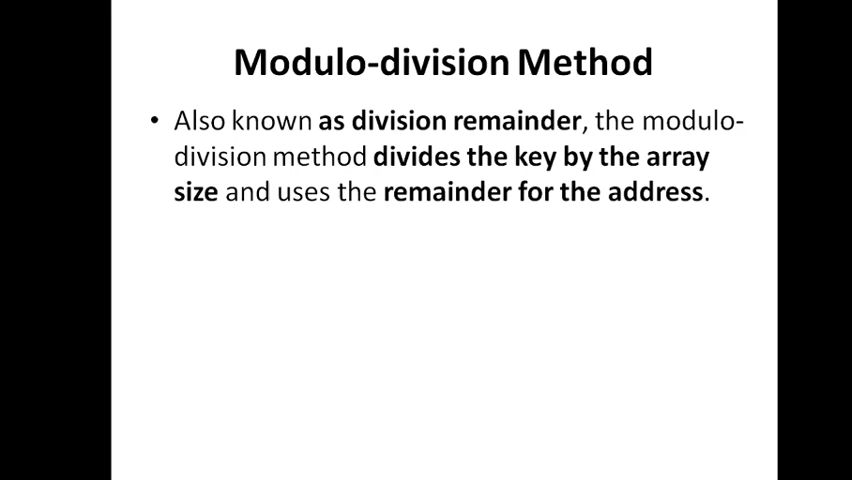 Modulo-division Method
• Also known as division remainder, the modulo-
division method divides the key by the array
size and uses the remainder for the address.